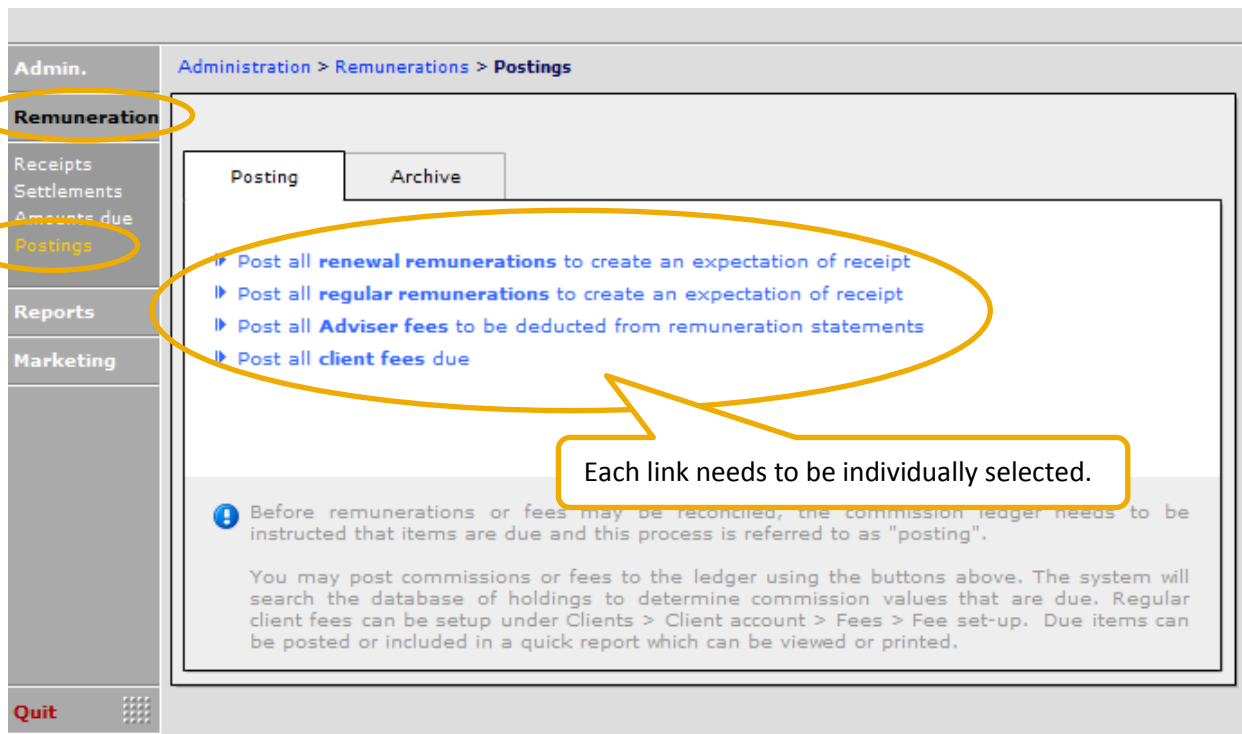 Admin.
Administration > Remunerations > Postings
Remuneration
Receipts
Settlements
Amounts due
Postings
Reports
Marketing
Quit
Posting
Archive
Post all renewal remunerations to create an expectation of receipt
Post all regular remunerations to create an expectation of receipt
Post all Adviser fees to be deducted from remuneration statements
Post all client fees due
Each link needs to be individually selected.
Before remunerations or fees may be reconciled, the commission ledger needs to be
instructed that items are due and this process is referred to as "posting".
You may post commissions or fees to the ledger using the buttons above. The system will
search the database of holdings to determine commission values that are due. Regular
client fees can be setup under Clients > Client account > Fees > Fee set-up. Due items can
be posted or included in a quick report which can be viewed or printed.